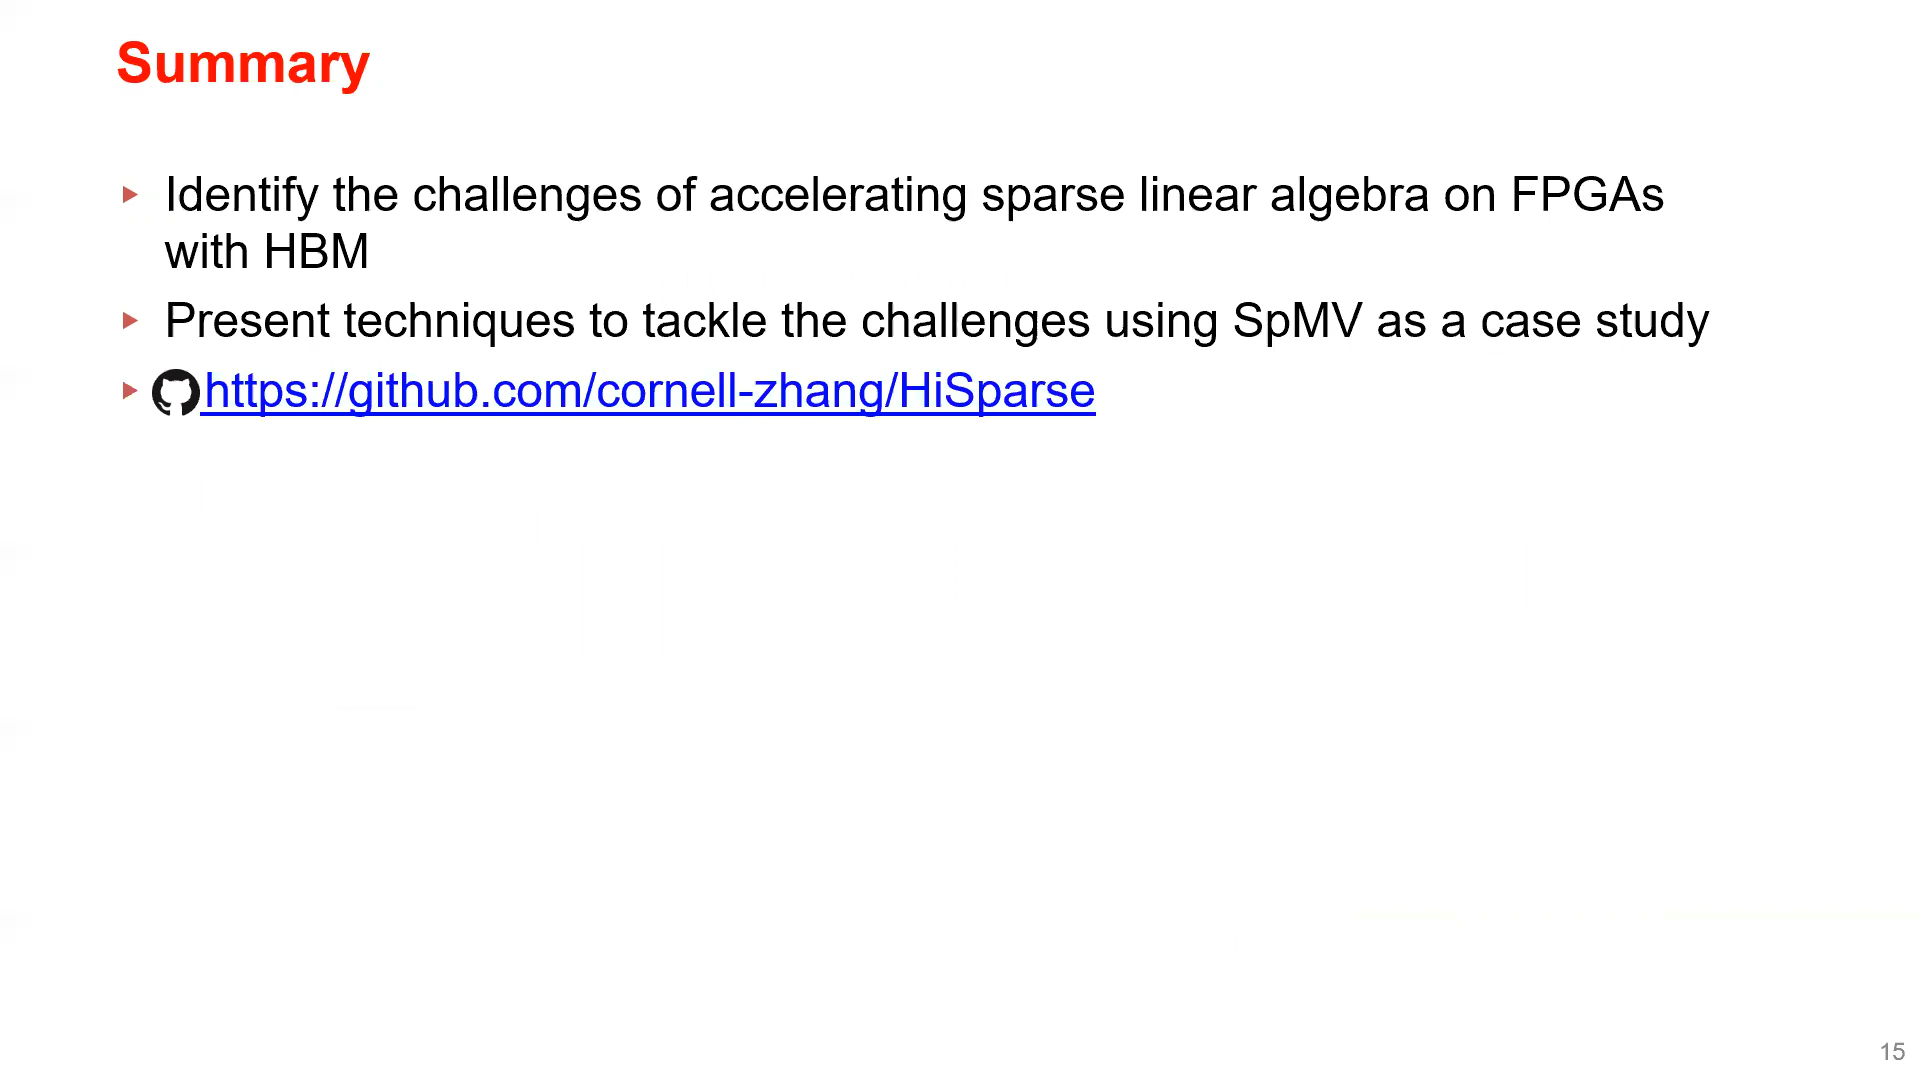 Summary
Identify the challenges of accelerating sparse linear algebra on FPGAs
with HBM
Present techniques to tackle the challenges using SpMV as a case study
https://github.com/cornell-zhang/HiSparse
15